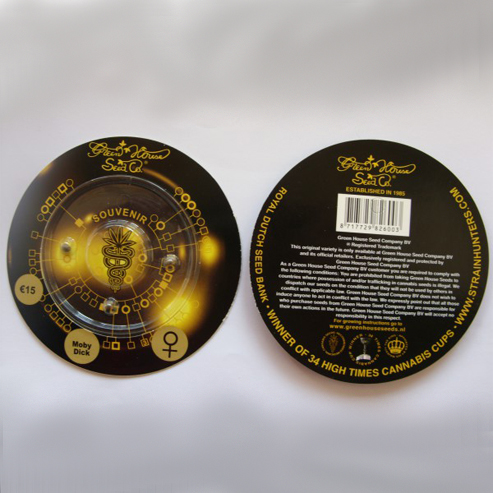 Green House
Seed Co.®
SOUVENIR
€15
Moby
Dick
Green House
Seed Co.®
ESTABLISHED IN 1985
8 717729 826003
Green House Seed Company BV
® Registered Trademark
This original variety is only available at Green House Seed Company BV
and its official retailers. Exclusively registered and protected by
Green House Seed Company BV
As a Green House Seed Company BV customer you are required to comply with
the following conditions: You are prohibited from taking Green House Seeds to
countries where possession of and/or trafficking in cannabis seeds is illegal. We
dispatch our seeds on the condition that they will not be used by others in
conflict with applicable law. Green House Seed Company BV does not wish to
induce anyone to act in conflict with the law. We expressly point out that all those
who purchase seeds from Green House Seed Company BV are responsible for
their own actions in the future. Green House Seed Company BV will accept no
responsibility in this respect.
For growing instructions go to
www.greenhouseseeds.nl
ROYAL DUTCH SEED BANK • WINNER OF 34 HIGH TIMES CANNABIS CUPS • WWW.STRAINHUNTERS.COM